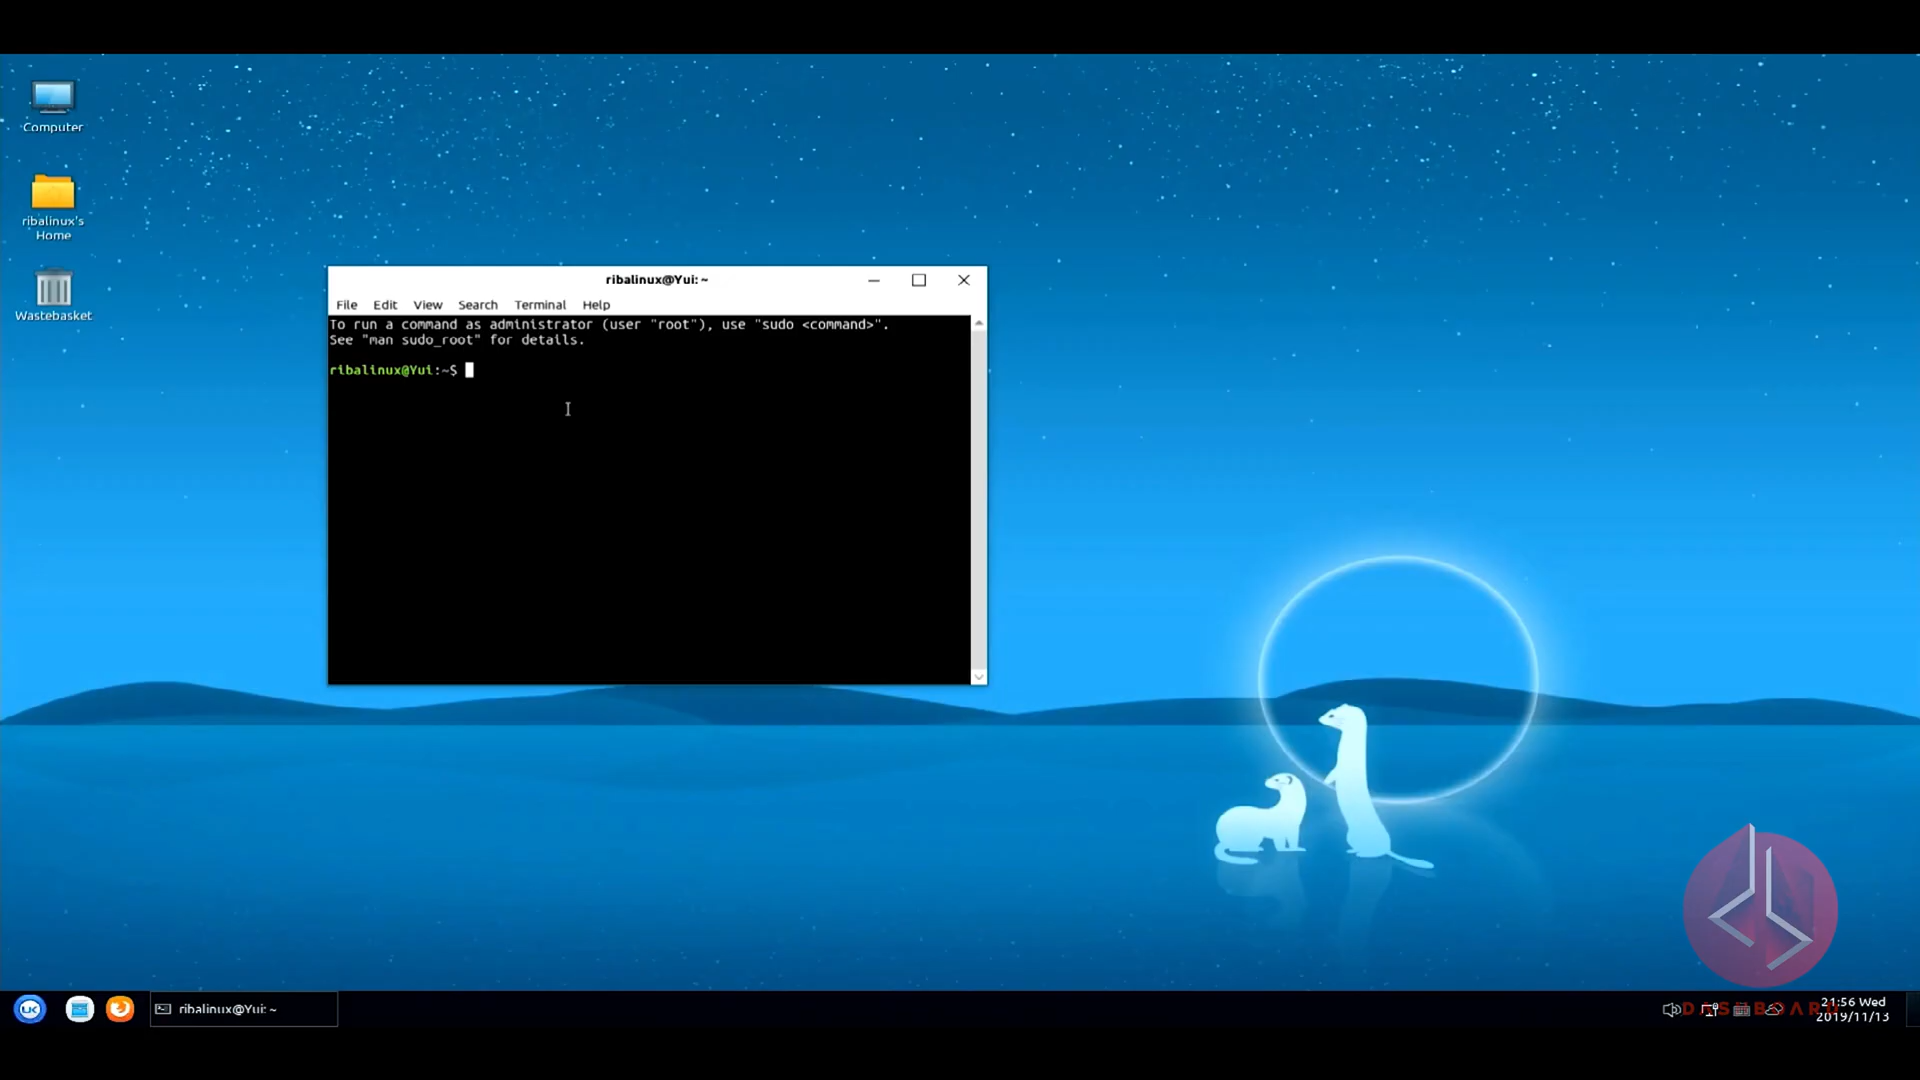 Computer
ribalinux's
Home
Wastebasket
ribalinux@Yui: ~
File Edit View Search Terminal Help
To run a command as administrator (user "root"), use "sudo <command>".
See "man sudo_root" for details.
ribalinux@Yui:~$
UK
ribalinux@Yui: ~
21:56 Wed
2019/11/13